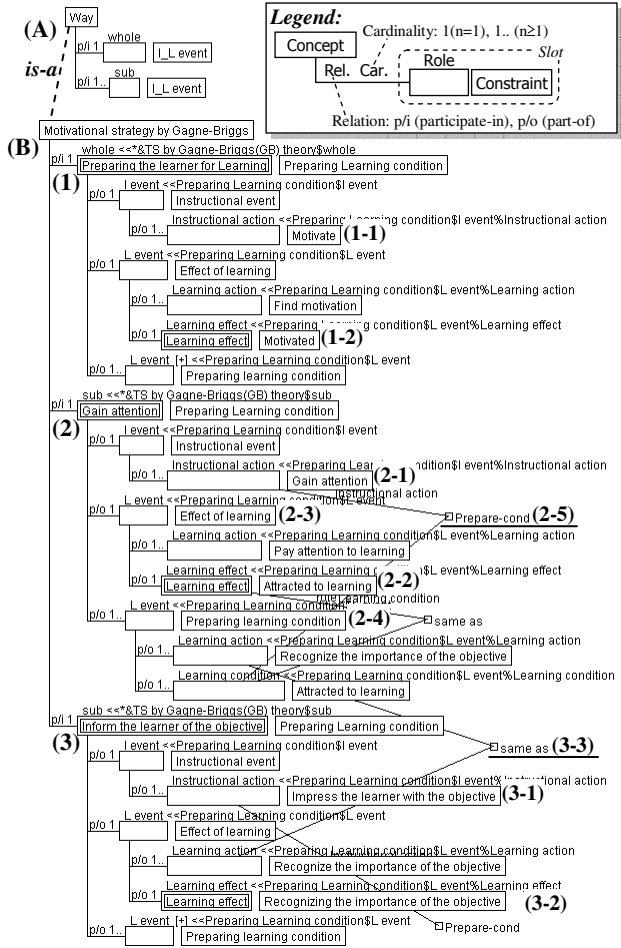 Way
(A)
whole
p/i 1
I_L event
is-a
sub
p/i 1..
I_L event
Legend:
Cardinality: 1(n=1), 1.. (n≥1)
Concept
Slot
Rel. Car.
Role
Constraint
Relation: p/i (participate-in), p/o (part-of)
Motivational strategy by Gagne-Briggs
(B)
whole <<*&TS by Gagne-Briggs(GB) theory$whole
p/i 1
Preparing the learner for Learning
Preparing Learning condition
(1)
I event <<Preparing Learning condition$I event
p/o 1
Instructional event
Instructional action <<Preparing Learning condition$I event%Instructional action
p/o 1..
Motivate
(1-1)
L event <<Preparing Learning condition$L event
p/o 1
Effect of learning
Learning action <<Preparing Learning condition$L event%Learning action
p/o 1..
Find motivation
Learning effect <<Preparing Learning condition$L event%Learning effect
p/o 1..
Learning effect
Motivated
(1-2)
L event [+] <<Preparing Learning condition$L event
p/o 1..
Preparing learning condition
sub <<*&TS by Gagne-Briggs(GB) theory$sub
p/i 1
Gain attention
Preparing Learning condition
(2)
I event <<Preparing Learning condition$I event
p/o 1
Instructional event
Instructional action <<Preparing Learning condition$I event%Instructional action
p/o 1..
Gain attention
(2-1)
Instructional action
L event <<Preparing Learning condition$L event
p/o 1
Effect of learning
(2-3)
Prepare-cond
(2-5)
Learning action <<Preparing Learning condition$L event%Learning action
p/o 1..
Pay attention to learning
Learning effect <<Preparing Learning condition$L event%Learning effect
p/o 1..
Learning effect
Attracted to learning
(2-2)
L event <<Preparing Learning condition
p/o 1..
Preparing learning condition
(2-4)
same as
Learning action <<Preparing Learning condition$L event%Learning action
p/o 1..
Recognize the importance of the objective
Learning condition <<Preparing Learning condition$L event%Learning condition
p/o 1..
Attracted to learning
sub <<*&TS by Gagne-Briggs(GB) theory$sub
p/i 1
Inform the learner of the objective
Preparing Learning condition
(3)
I event <<Preparing Learning condition$I event
same as
(3-3)
p/o 1
Instructional event
Instructional action <<Preparing Learning condition$I event%Instructional action
p/o 1..
Impress the learner with the objective
(3-1)
L event <<Preparing Learning condition$L event
p/o 1
Effect of learning
Learning action <<Preparing Learning condition$L event%Learning action
p/o 1..
Recognize the importance of the objective
Learning effect <<Preparing Learning condition$L event%Learning effect
p/o 1..
Learning effect
Recognizing the importance of the objective
(3-2)
L event [+] <<Preparing Learning condition$L event
Prepare-cond
p/o 1..
Preparing learning condition